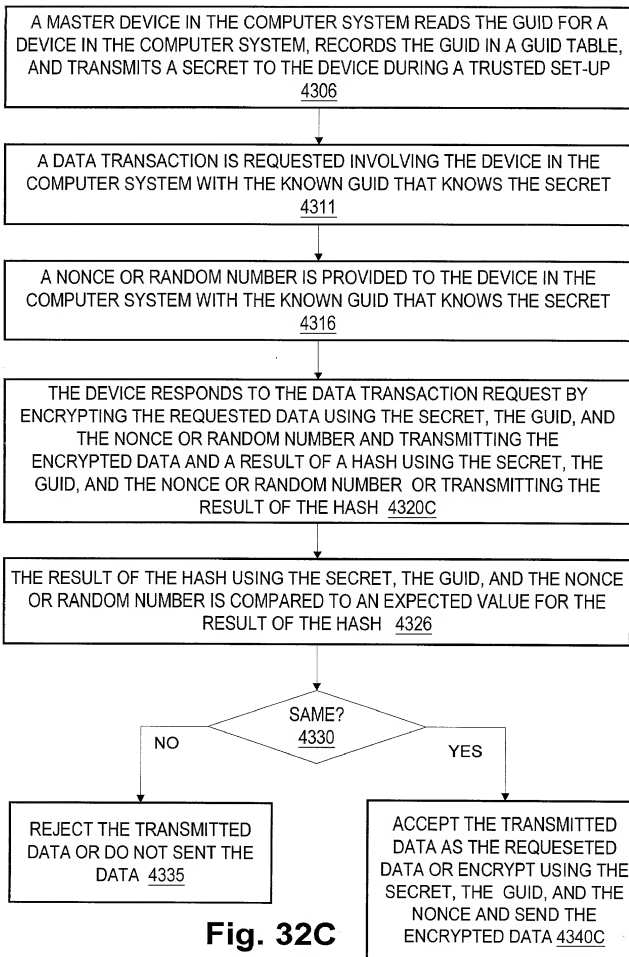 A MASTER DEVICE IN THE COMPUTER SYSTEM READS THE GUID FOR A
DEVICE IN THE COMPUTER SYSTEM, RECORDS THE GUID IN A GUID TABLE,
AND TRANSMITS A SECRET TO THE DEVICE DURING A TRUSTED SET-UP
4306
A DATA TRANSACTION IS REQUESTED INVOLVING THE DEVICE IN THE
COMPUTER SYSTEM WITH THE KNOWN GUID THAT KNOWS THE SECRET
4311
A NONCE OR RANDOM NUMBER IS PROVIDED TO THE DEVICE IN THE
COMPUTER SYSTEM WITH THE KNOWN GUID THAT KNOWS THE SECRET
4316
THE DEVICE RESPONDS TO THE DATA TRANSACTION REQUEST BY
ENCRYPTING THE REQUESTED DATA USING THE SECRET, THE GUID, AND
THE NONCE OR RANDOM NUMBER AND TRANSMITTING THE
ENCRYPTED DATA AND A RESULT OF A HASH USING THE SECRET, THE
GUID, AND THE NONCE OR RANDOM NUMBER OR TRANSMITTING THE
RESULT OF THE HASH 4320C
THE RESULT OF THE HASH USING THE SECRET, THE GUID, AND THE NONCE
OR RANDOM NUMBER IS COMPARED TO AN EXPECTED VALUE FOR THE
RESULT OF THE HASH 4326
SAME?
4330
NO
YES
REJECT THE TRANSMITTED
DATA OR DO NOT SENT THE
DATA 4335
ACCEPT THE TRANSMITTED
DATA AS THE REQUESETED
DATA OR ENCRYPT USING THE
SECRET, THE GUID, AND THE
NONCE AND SEND THE
ENCRYPTED DATA 4340C
Fig. 32C